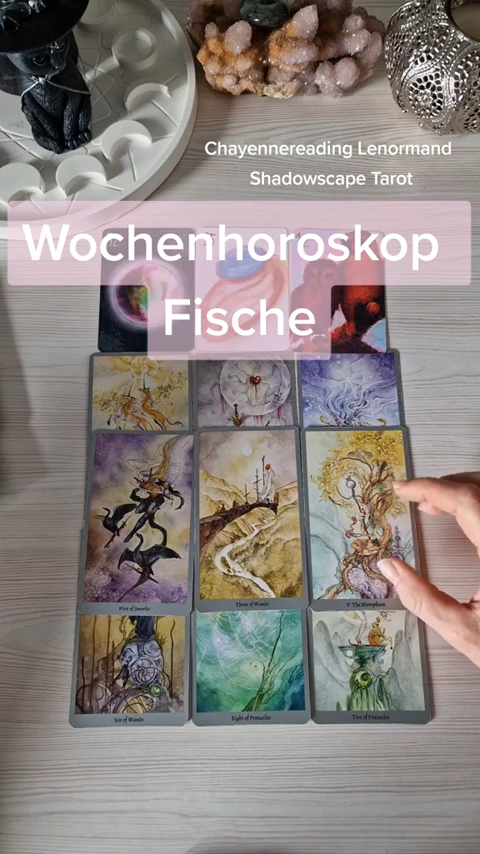 Chayennereading Lenormand
Shadowscape Tarot
Wochenhoroskop
Fische
Five of Swords
Three of Wands
V The Hierophant
Six of Wands
Eight of Pentacles
Two of Pentacles